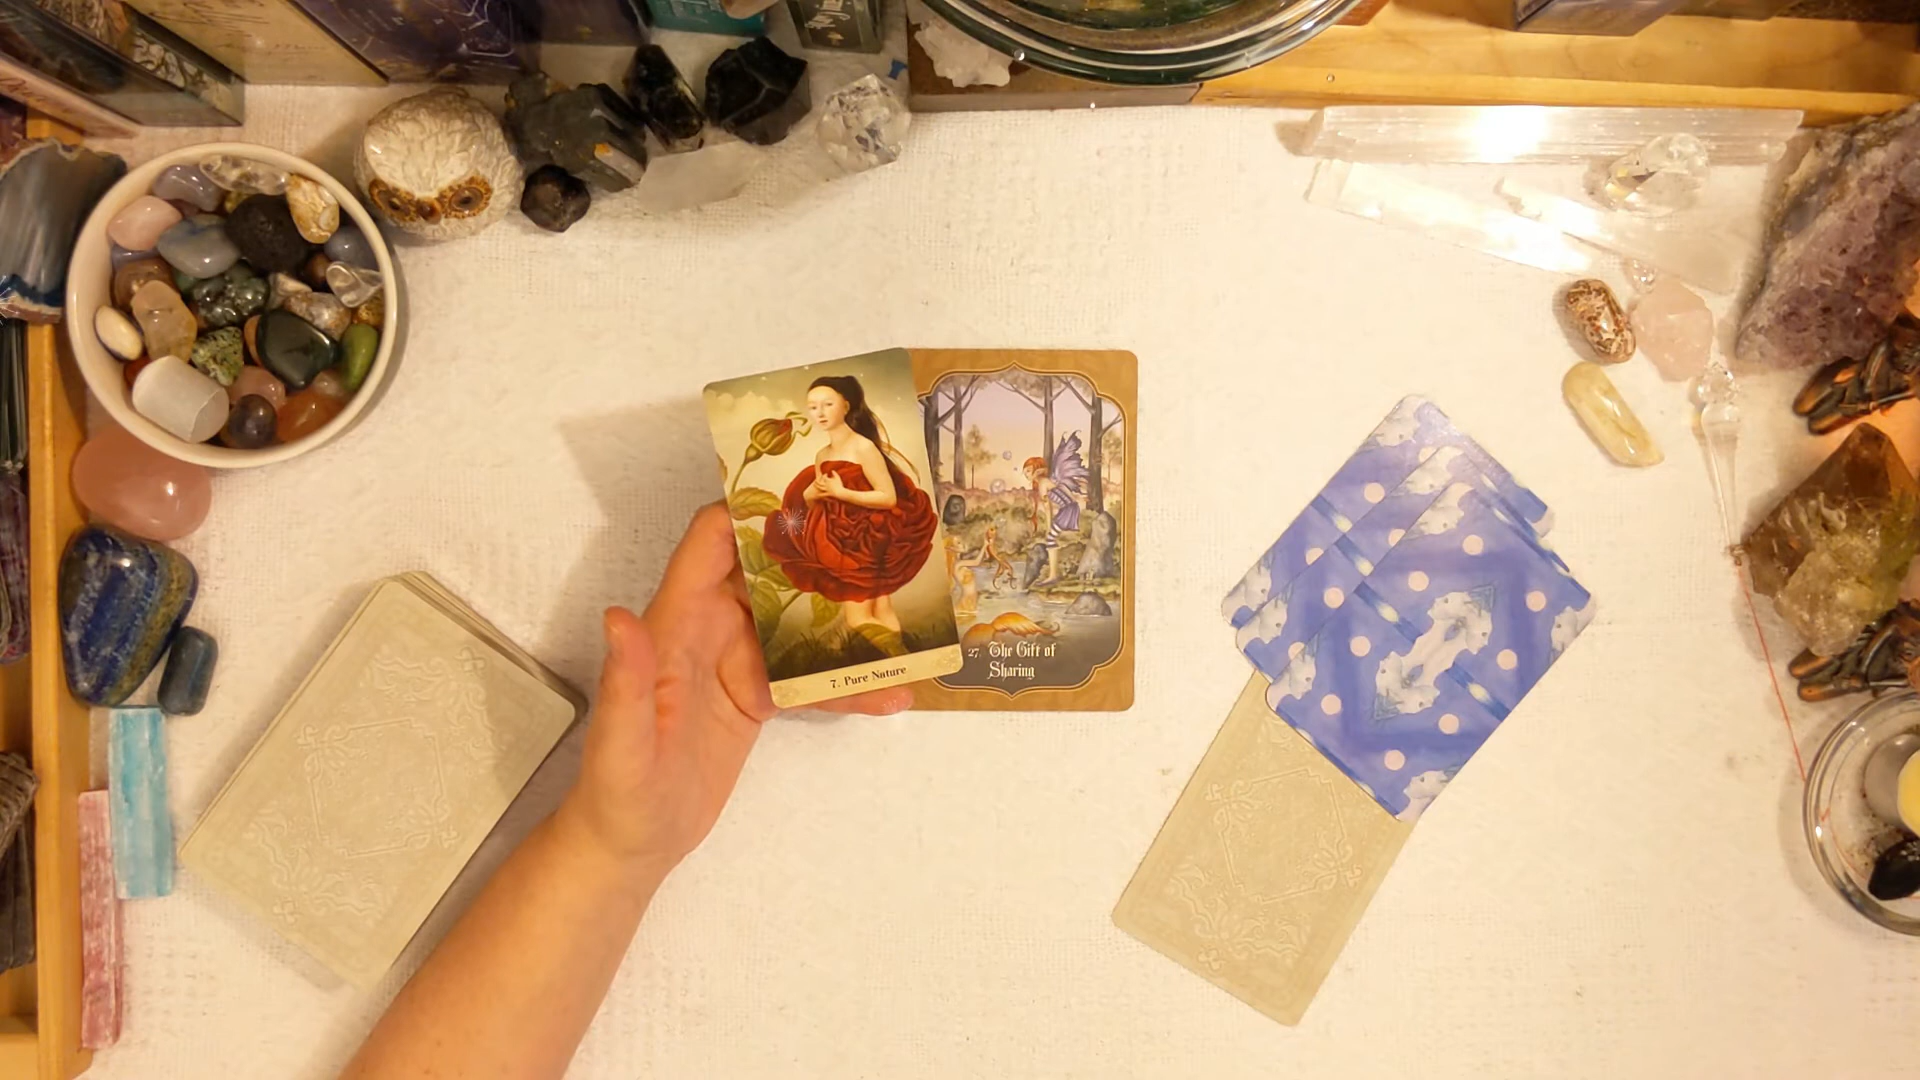 7. Pure Nature
27. The Gift of
Sharing